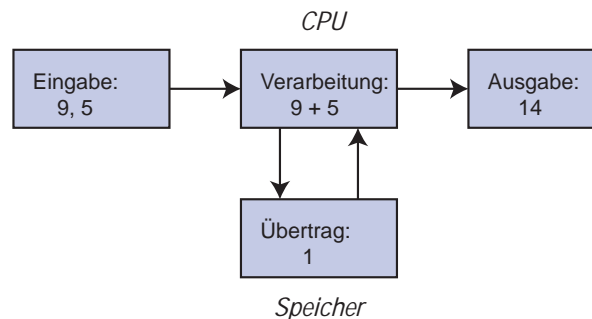 CPU
Eingabe:
9, 5
Verarbeitung:
9 + 5
Ausgabe:
14
Übertrag:
1
Speicher